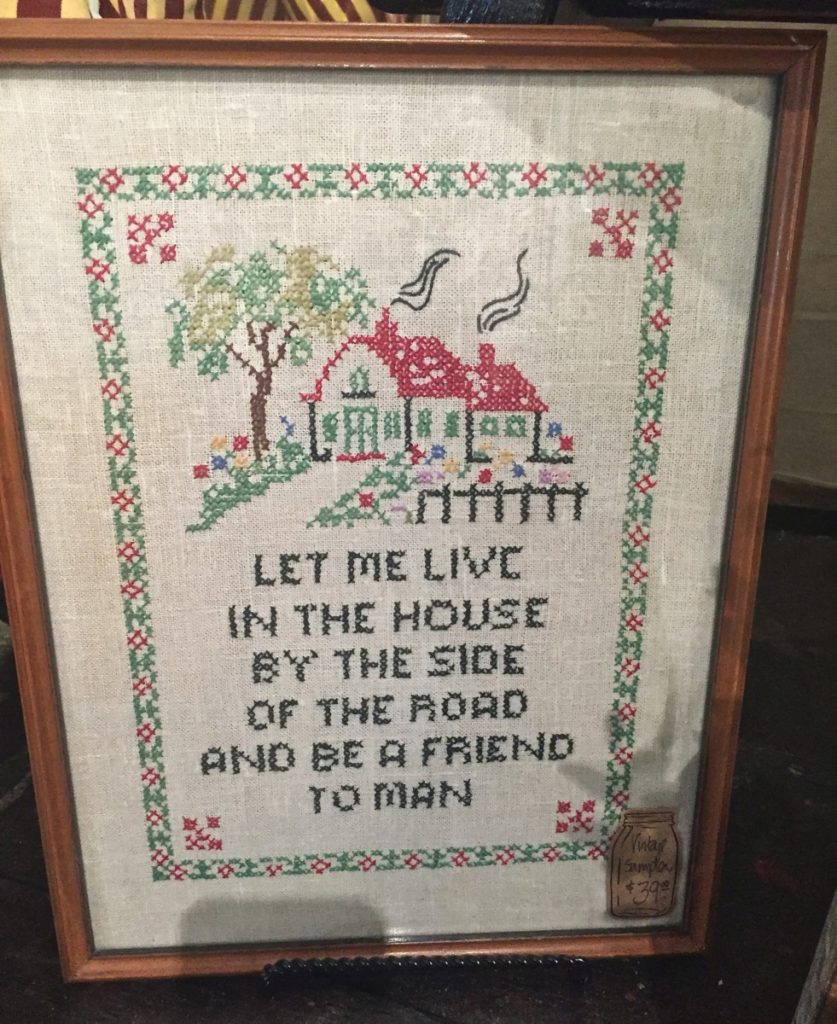 LET ME LIVE
IN THE HOUSE
BY THE SIDE
OF THE ROAD
AND BE A FRIEND
TO MAN
Vintage
Sampler
$39.00